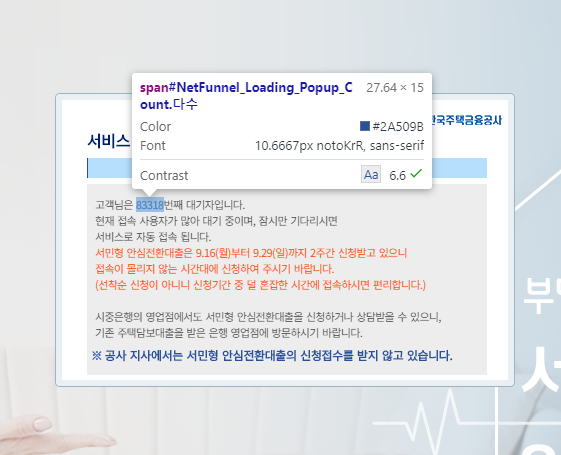 span#NetFunnel_Loading_Popup_C
ount.다수
27.64 × 15
Color
#2A509B
Font
10.6667px notoKrR, sans-serif
Contrast
Aa
6.6
한국주택금융공사
서비스
고객님은 83318번째 대기자입니다.
현재 접속 사용자가 많아 대기 중이며, 잠시만 기다리시면
서비스로 자동 접속 됩니다.
서민형 안심전환대출은 9.16(월)부터 9.29(일)까지 2주간 신청받고 있으니
접속이 몰리지 않는 시간대에 신청하여 주시기 바랍니다.
(선착순 신청이 아니니 신청기간 중 덜 혼잡한 시간에 접속하시면 편리합니다.)
시중은행의 영업점에서도 서민형 안심전환대출을 신청하거나 상담받을 수 있으니,
기존 주택담보대출을 받은 은행 영업점에 방문하시기 바랍니다.
※ 공사 지사에서는 서민형 안심전환대출의 신청접수를 받지 않고 있습니다.
부
서